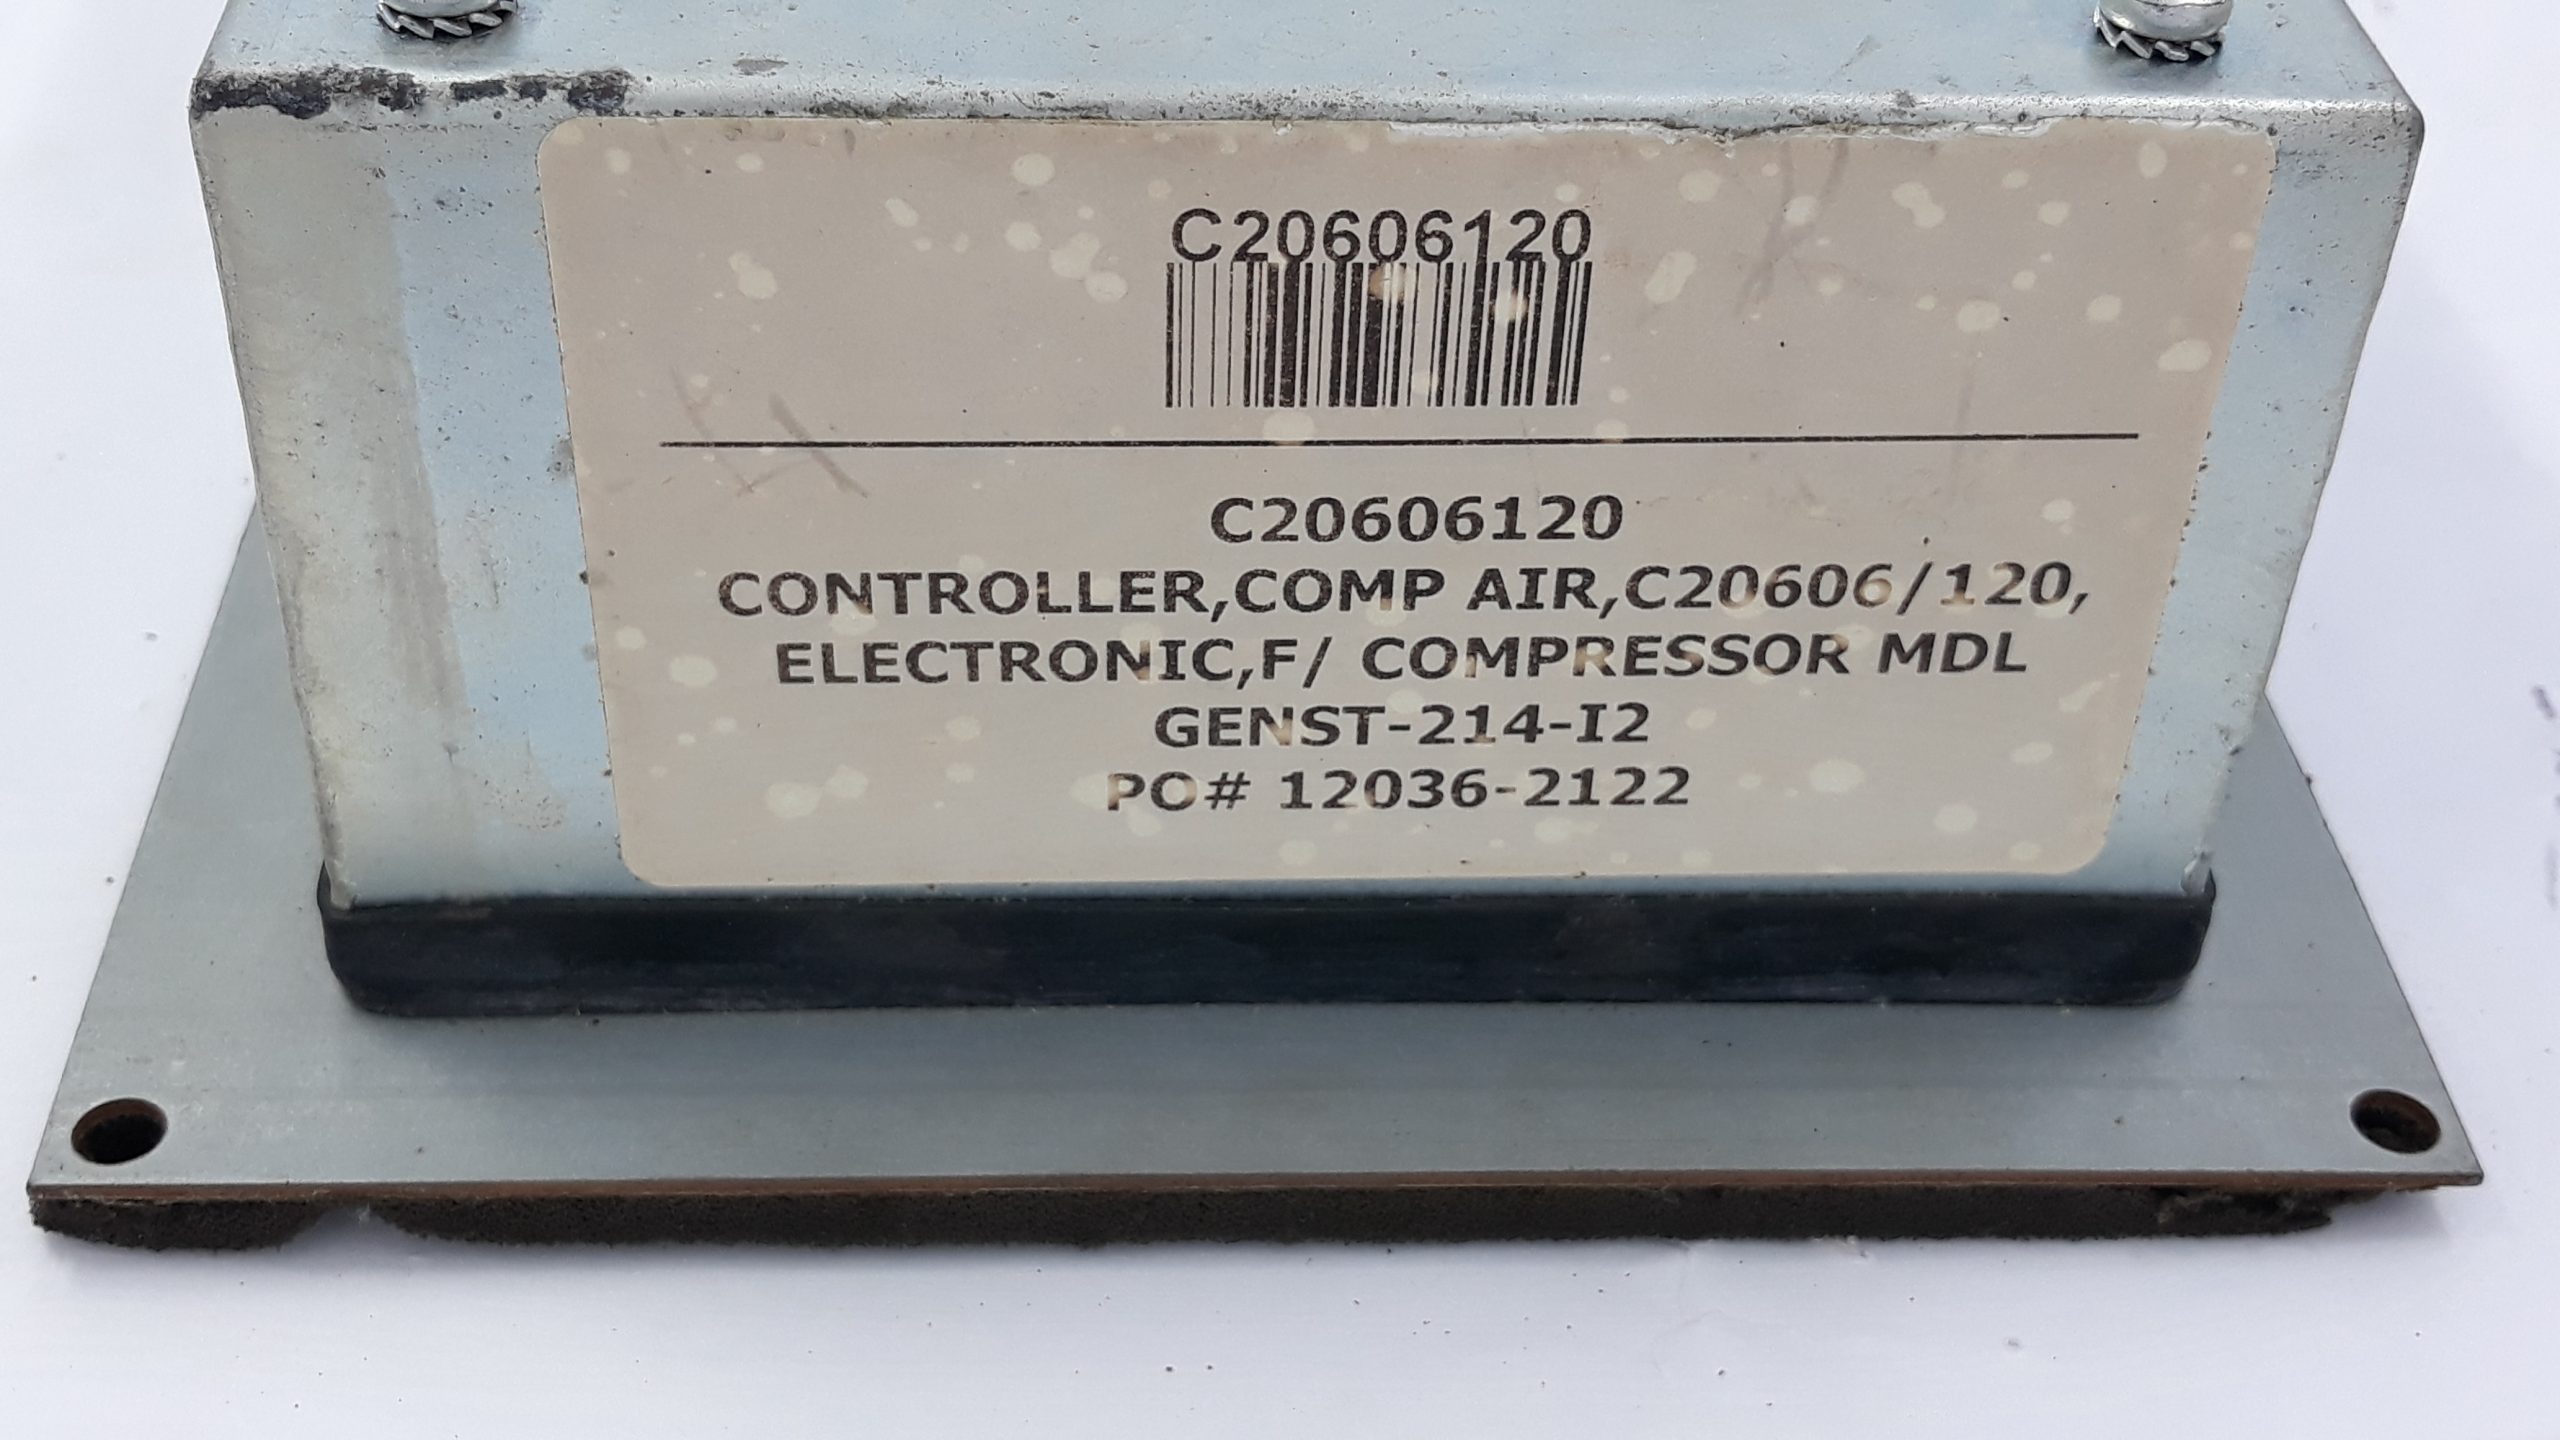 C20606120
C20606120
CONTROLLER,COMP AIR,C20606/120,
ELECTRONIC,F/ COMPRESSOR MDL
GENST-214-I2
PO# 12036-2122